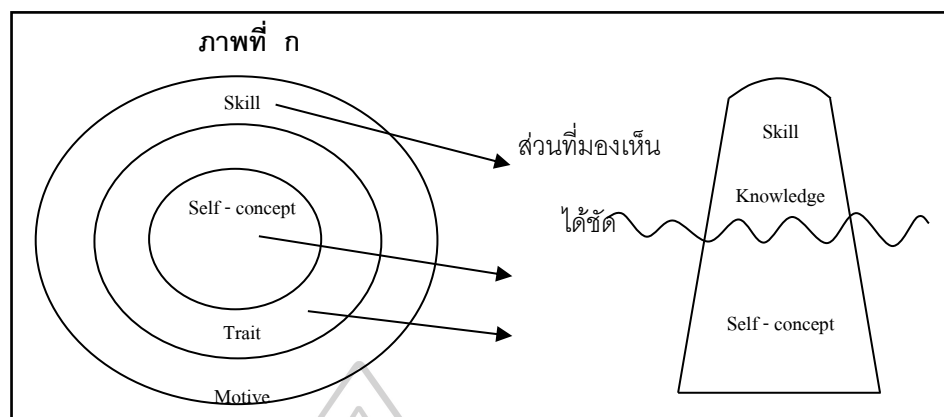 ภาพที่ ก
Skill
Self - concept
Trait
Motive
ส่วนที่มองเห็น
ได้ชัด
Skill
Knowledge
Self - concept